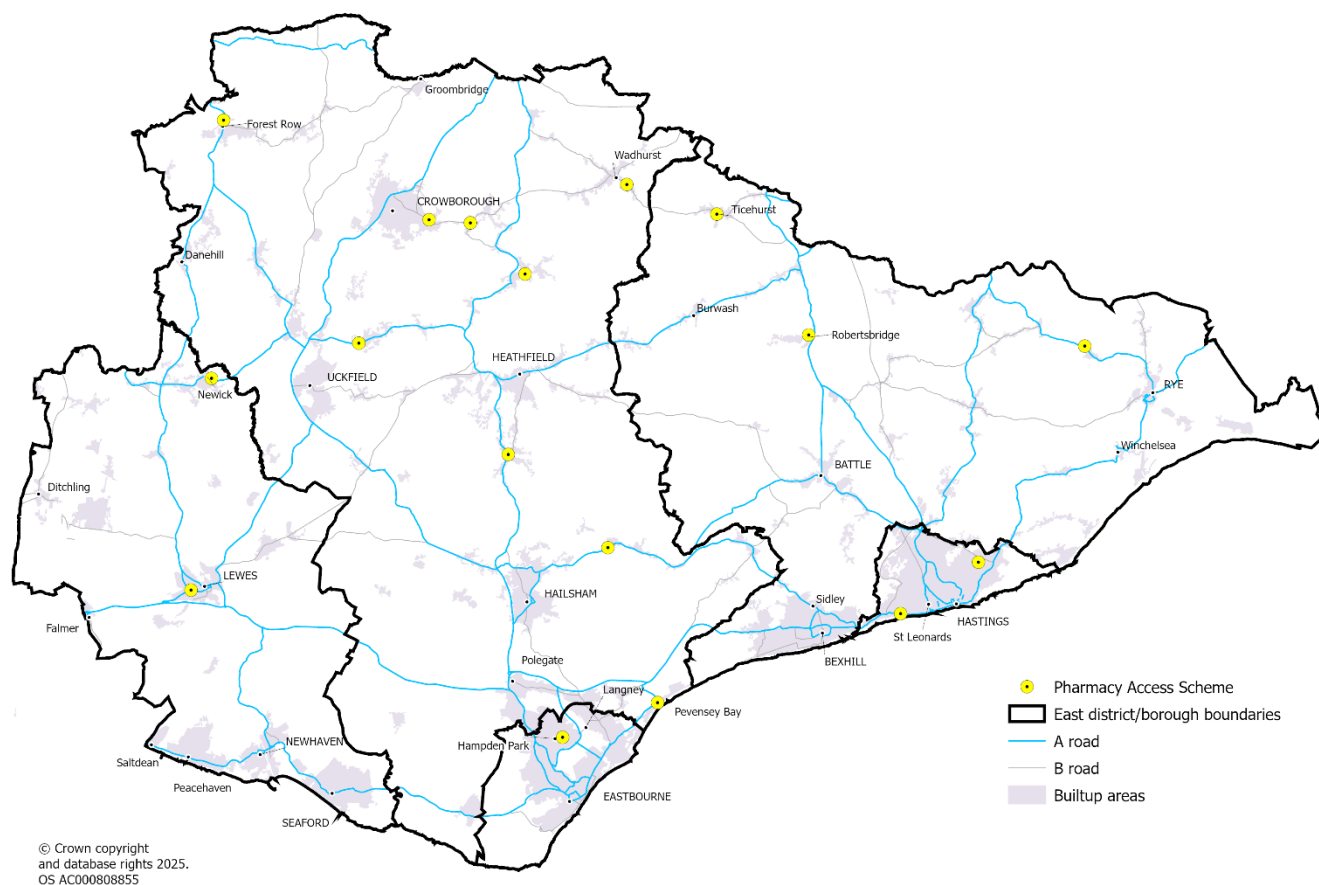 Groombridge
Forest Row
Wadhurst
CROWBOROUGH
Ticehurst
Danehill
Burwash
Robertsbridge
HEATHFIELD
UCKFIELD
RYE
Newick
Winchelsea
BATTLE
Ditchling
LEWES
HAILSHAM
Sidley
Falmer
HASTINGS
St Leonards
BEXHILL
Polegate
Langney
Pevensey Bay
NEWHAVEN
Hampden Park
Saltdean
Peacehaven
EASTBOURNE
SEAFORD
Pharmacy Access Scheme
East district/borough boundaries
A road
B road
Builtup areas
© Crown copyright
and database rights 2025.
OS AC000808855